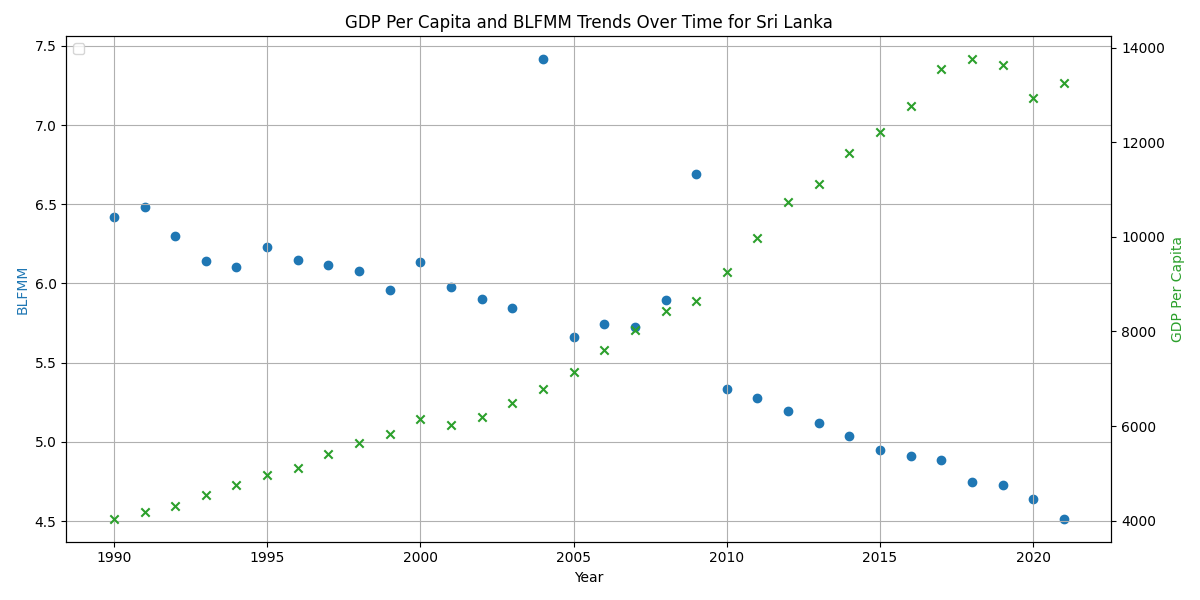 GDP Per Capita and BLFMM Trends Over Time for Sri Lanka
7.5
7.0
6.5
6.0
5.5
5.0
4.5
BLFMM
14000
12000
10000
8000
6000
4000
GDP Per Capita
1990 1995 2000 2005 2010 2015 2020
Year